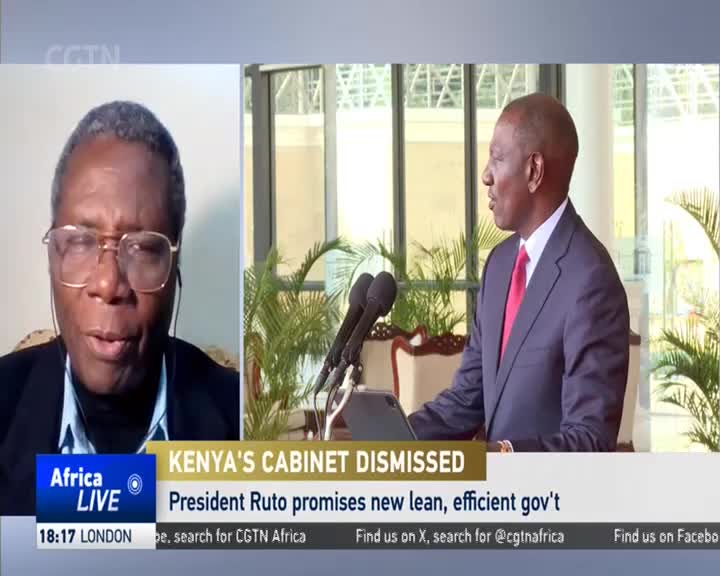 CGTN
KENYA'S CABINET DISMISSED
Africa
LIVE
President Ruto promises new lean, efficient gov't
18:17 LONDON
be, search for CGTN Africa
Find us on X, search for @cgtnafrica
Find us on Facebo